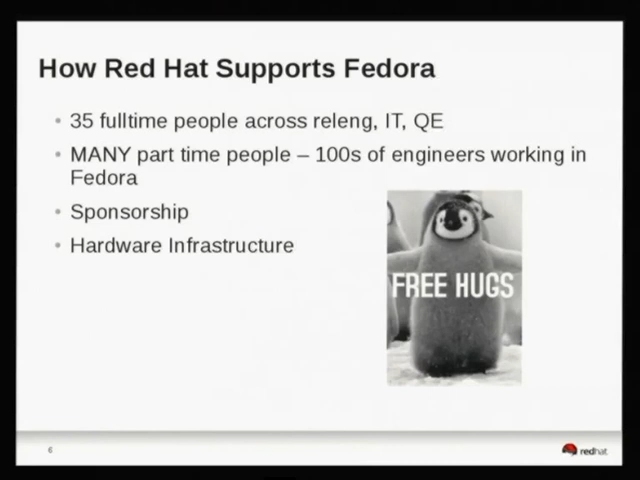 How Red Hat Supports Fedora
• 35 fulltime people across releng, IT, QE
• MANY part time people – 100s of engineers working in
Fedora
• Sponsorship
• Hardware Infrastructure
FREE HUGS
6
redhat